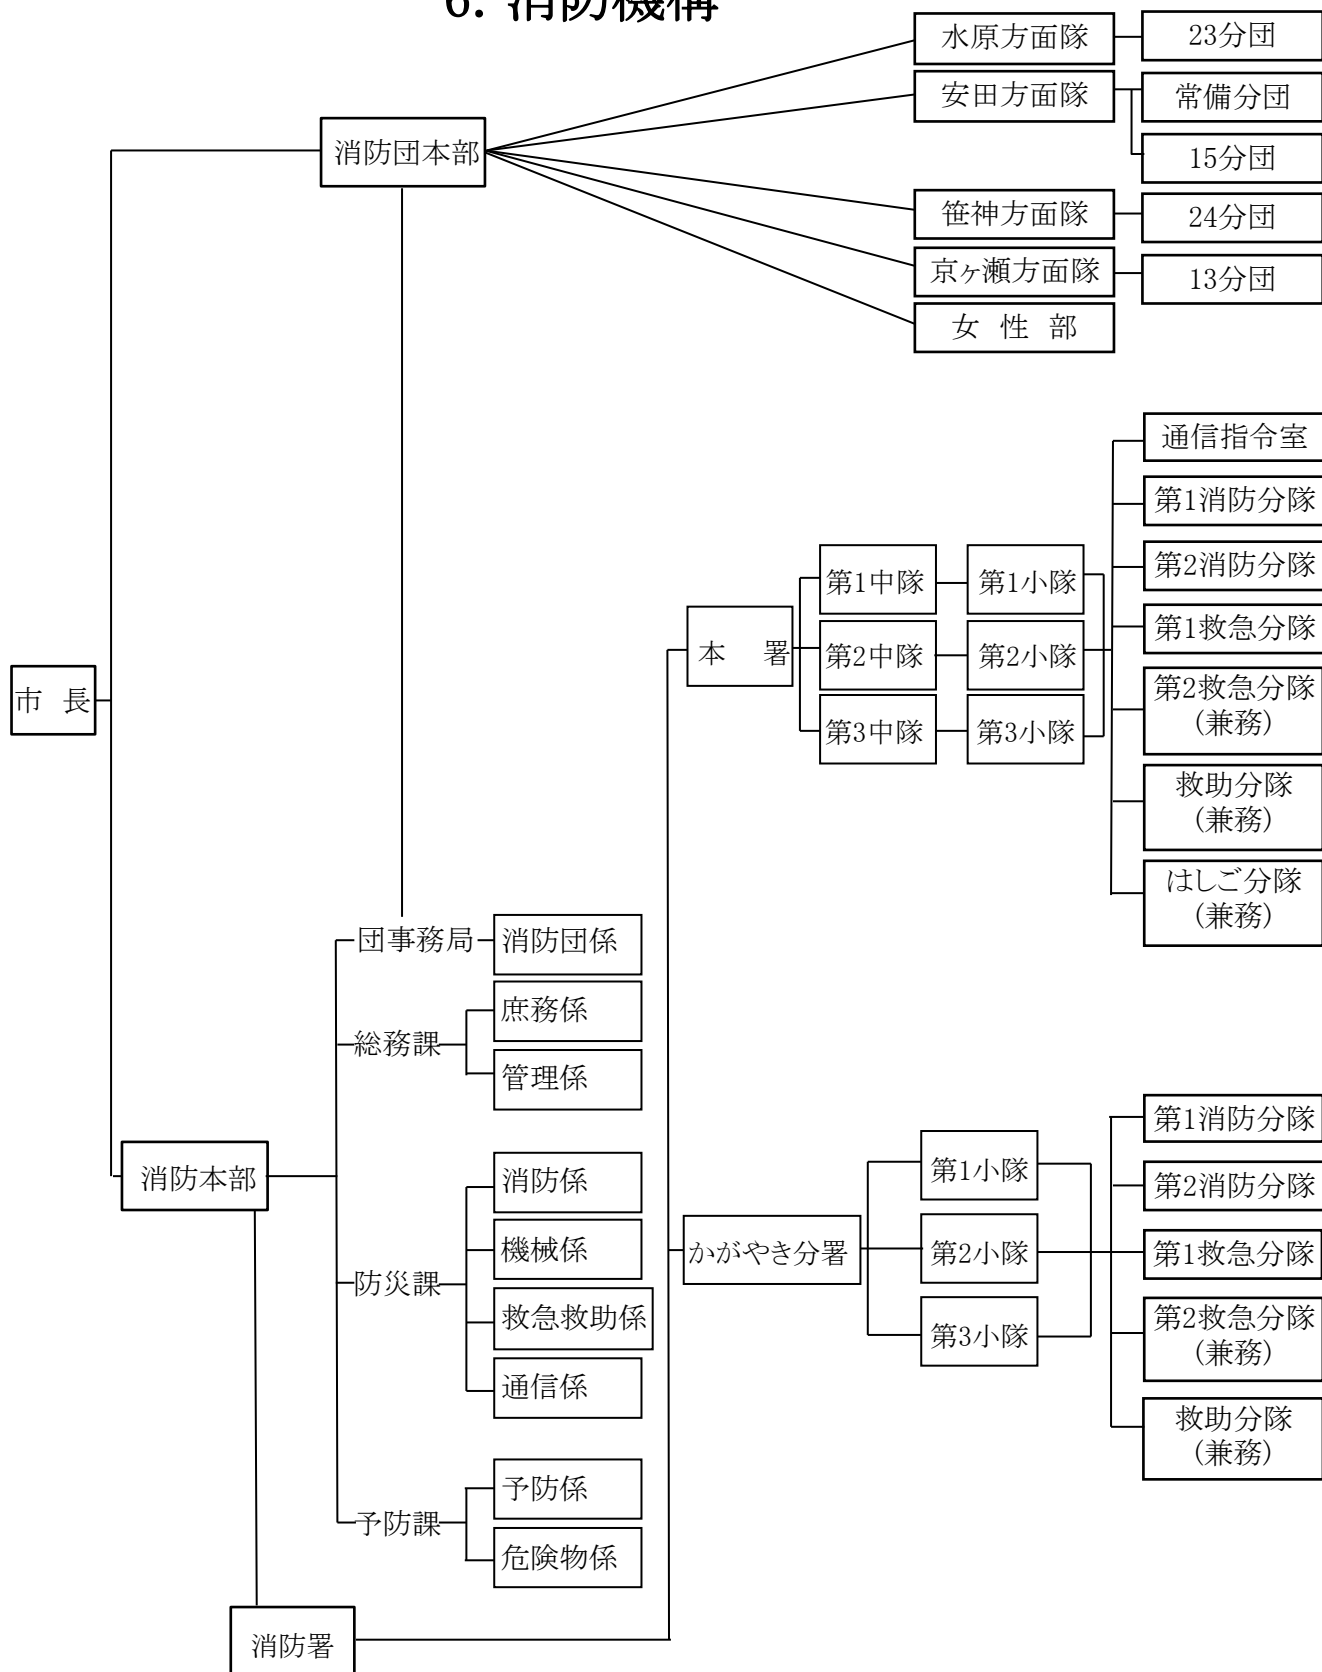 6. 消防機構
水原方面隊
23分団
安田方面隊
常備分団
15分団
消防団本部
笹神方面隊
24分団
京ヶ瀬方面隊
13分団
女 性 部
通信指令室
第1消防分隊
第2消防分隊
第1救急分隊
第2救急分隊
(兼務)
救助分隊
(兼務)
はしご分隊
(兼務)
第1中隊
第1小隊
本 署
第2中隊
第2小隊
第3中隊
第3小隊
市 長
団事務局
消防団係
総務課
庶務係
管理係
消防本部
防災課
消防係
機械係
救急救助係
通信係
予防課
予防係
危険物係
かがやき分署
第1小隊
第2小隊
第3小隊
第1消防分隊
第2消防分隊
第1救急分隊
第2救急分隊
(兼務)
救助分隊
(兼務)
消防署